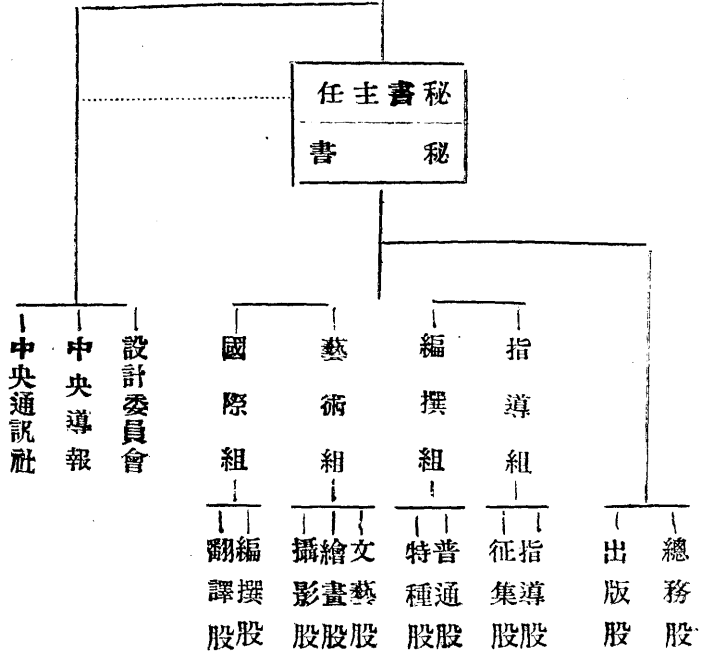 秘書主任
秘書
指導組
編撰組
藝術組
國際組
設計委員會
中央導報
中央通訊社
總務股
出版股
指導股
征集股
普通股
特種股
文藝股
繪畫股
攝影股
編撰股
翻譯股